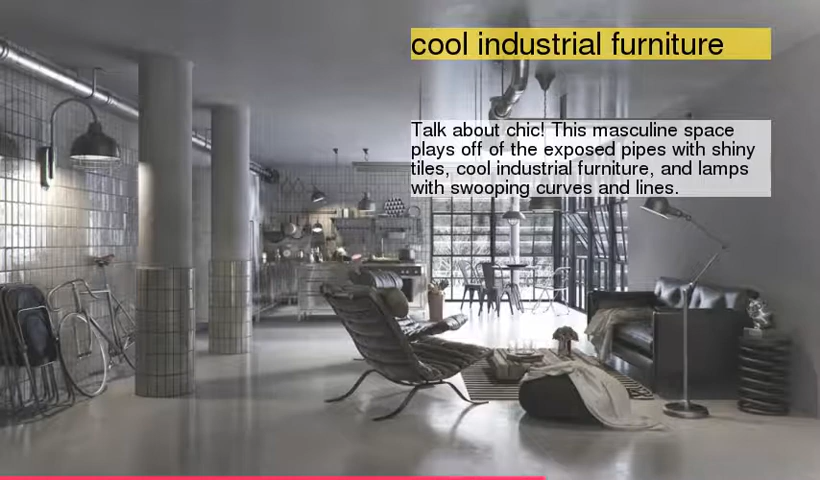 cool industrial furniture
Talk about chic! This masculine space
plays off of the exposed pipes with shiny
tiles, cool industrial furniture, and lamps
with swooping curves and lines.